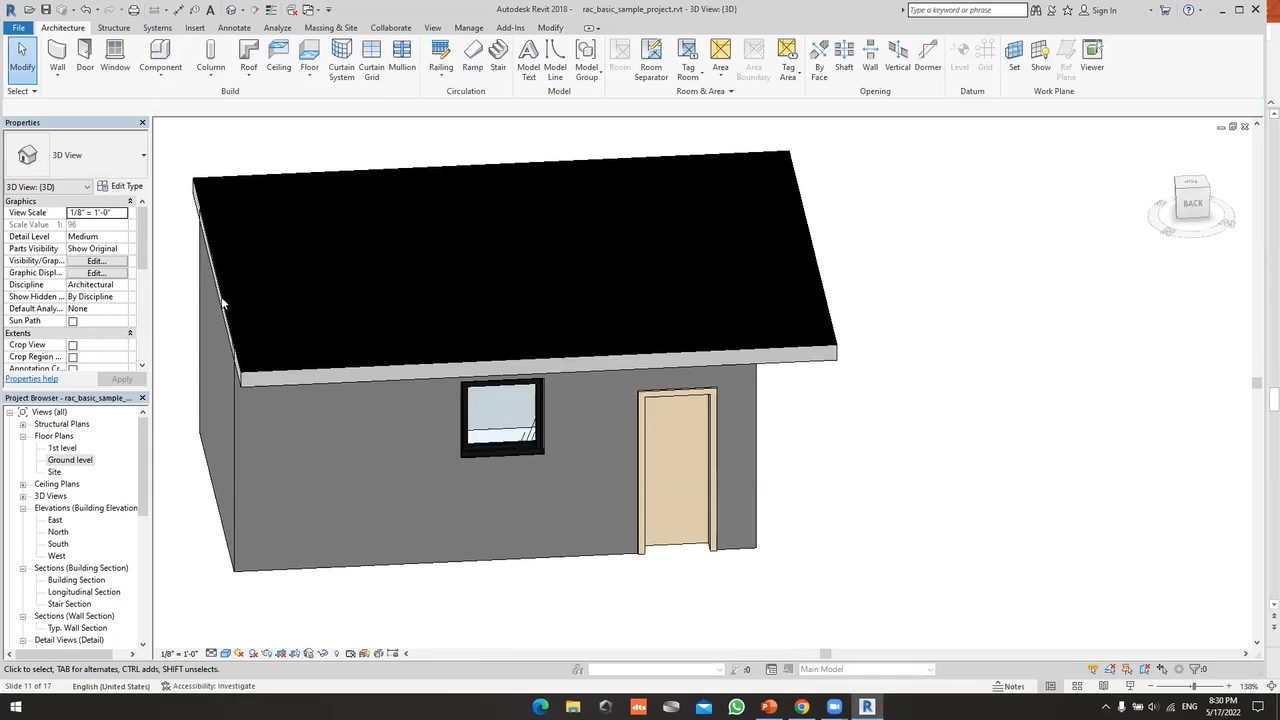 Autodesk Revit 2018 - rac_basic_sample_project.rvt - 3D View: {3D}
Type a keyword or phrase
Sign In
File Architecture Structure Systems Insert Annotate Analyze Massing & Site Collaborate View Manage Add-Ins Modify
Modify Wall Door Window Component Column Roof Ceiling Floor Curtain System Curtain Grid Mullion Railing Ramp Stair Model Text Model Line Model Group Room Room Separator Tag Room Area Area Boundary Tag Area By Face Shaft Wall Vertical Dormer Level Grid Set Show Ref Plane Viewer
Select Build Circulation Model Room & Area Opening Datum Work Plane
Properties
3D View
3D View: {3D} Edit Type
Graphics
View Scale 1/8" = 1'-0"
Scale Value 1: 96
Detail Level Medium
Parts Visibility Show Original
Visibility/Grap... Edit...
Graphic Displ... Edit...
Discipline Architectural
Show Hidden ... By Discipline
Default Analy... None
Sun Path
Extents
Crop View
Crop Region ...
Annotation Cr...
Properties help Apply
Project Browser - rac_basic_sample_...
Views (all)
Structural Plans
Floor Plans
1st level
Ground level
Site
Ceiling Plans
3D Views
Elevations (Building Elevation
East
North
South
West
Sections (Building Section)
Building Section
Longitudinal Section
Stair Section
Sections (Wall Section)
Typ. Wall Section
Detail Views (Detail)
TOP
BACK
1/8" = 1'-0"
Click to select, TAB for alternates, CTRL adds, SHIFT unselects.
:0
Main Model
:0
Slide 11 of 17 English (United States) Accessibility: Investigate Notes 138%
dts
ENG
8:30 PM
5/17/2022